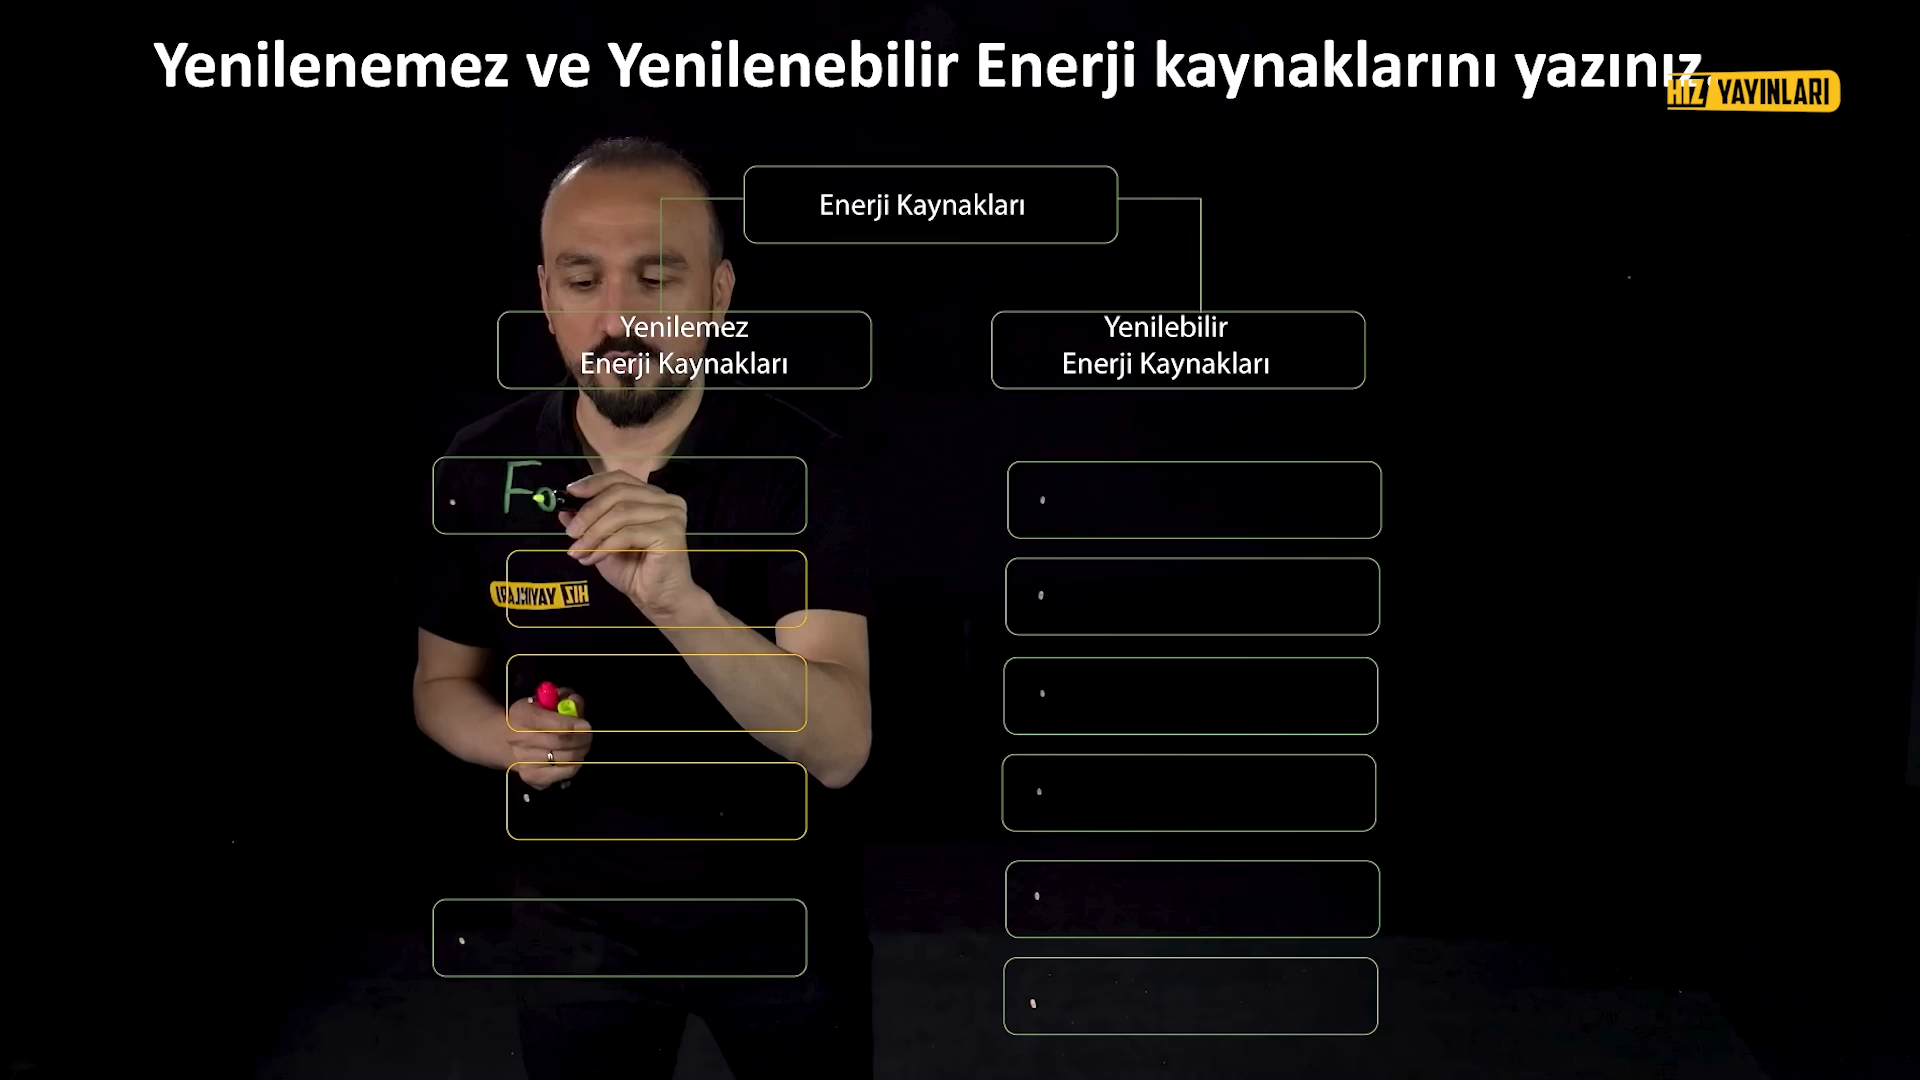 Yenilenemez ve Yenilenebilir Enerji kaynaklarını yazınız.
HIZ YAYINLARI
Enerji Kaynakları
Yenilemez
Enerji Kaynakları
Yenilebilir
Enerji Kaynakları
Fo
HIZ YAYINLARI